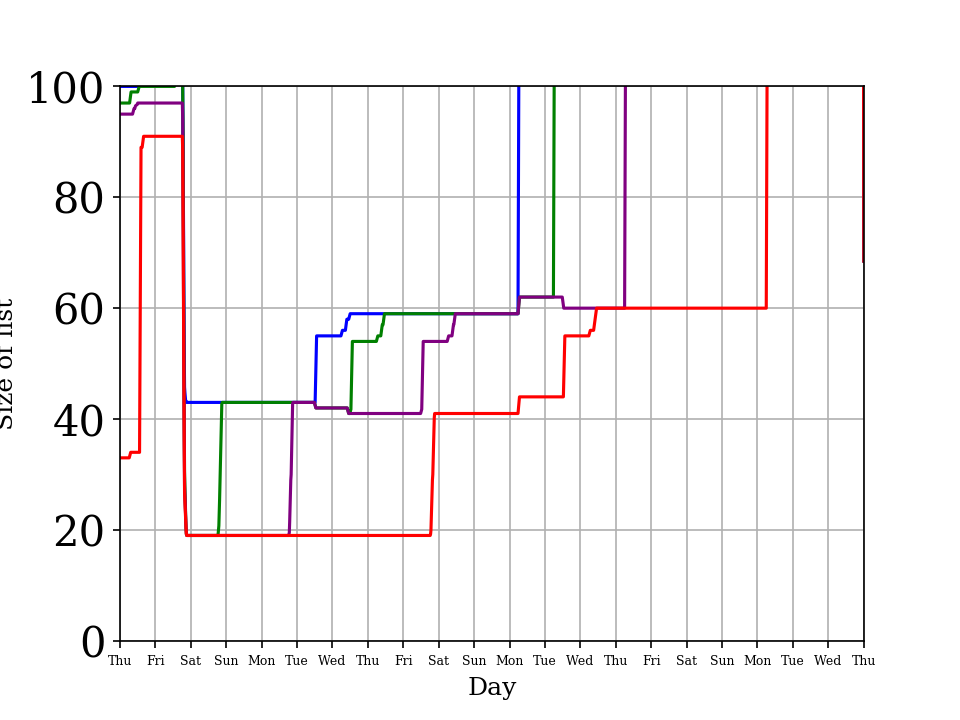 100
80
60
40
20
0
Size of list
Thu Fri Sat Sun Mon Tue Wed Thu Fri Sat Sun Mon Tue Wed Thu Fri Sat Sun Mon Tue Wed Thu
Day